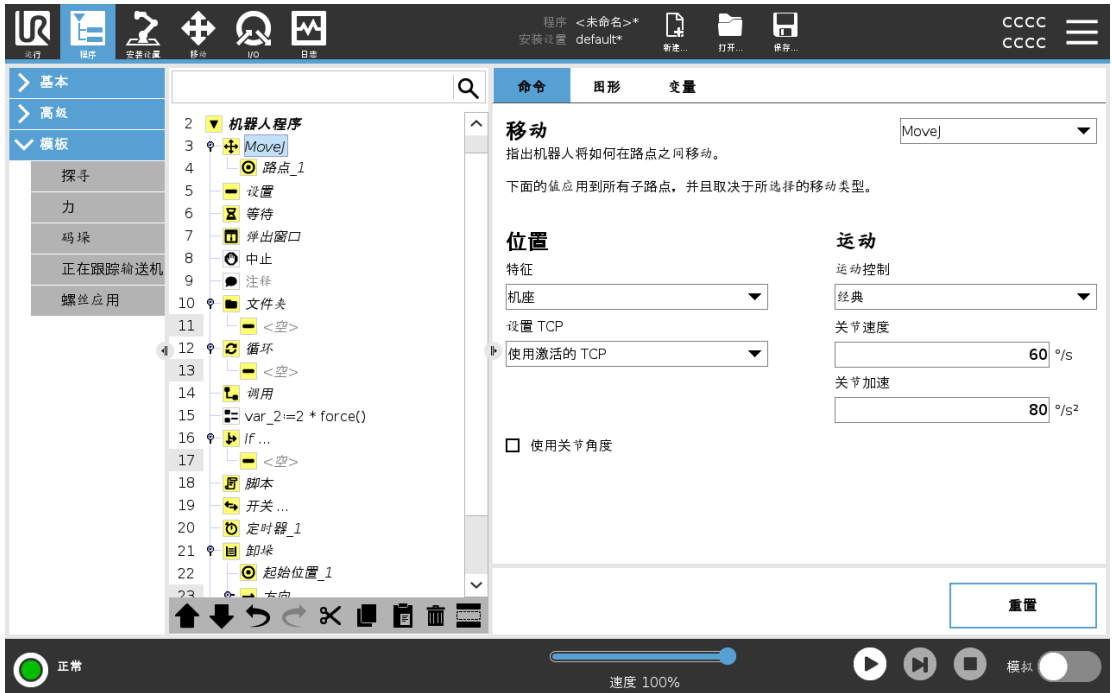 UR
运行
程序
安装设置
移动
I/O
日志
程序 <未命名>*
安装设置 default*
新建...
打开...
保存...
CCCC
CCCC
基本
高级
模板
探寻
力
码垛
正在跟踪输送机
螺丝应用
2 机器人程序
3 MoveJ
4 路点_1
5 设置
6 等待
7 弹出窗口
8 中止
9 注释
10 文件夹
11 <空>
12 循环
13 <空>
14 调用
15 var_2:=2 * force()
16 If ...
17 <空>
18 脚本
19 开关 ...
20 定时器_1
21 卸垛
22 起始位置_1
23 方向
命令
图形
变量
移动
MoveJ
指出机器人将如何在路点之间移动。
下面的值应用到所有子路点，并且取决于所选择的移动类型。
位置
特征
机座
设置 TCP
使用激活的 TCP
使用关节角度
运动
运动控制
经典
关节速度
60 °/s
关节加速
80 °/s²
重置
正常
速度 100%
模拟